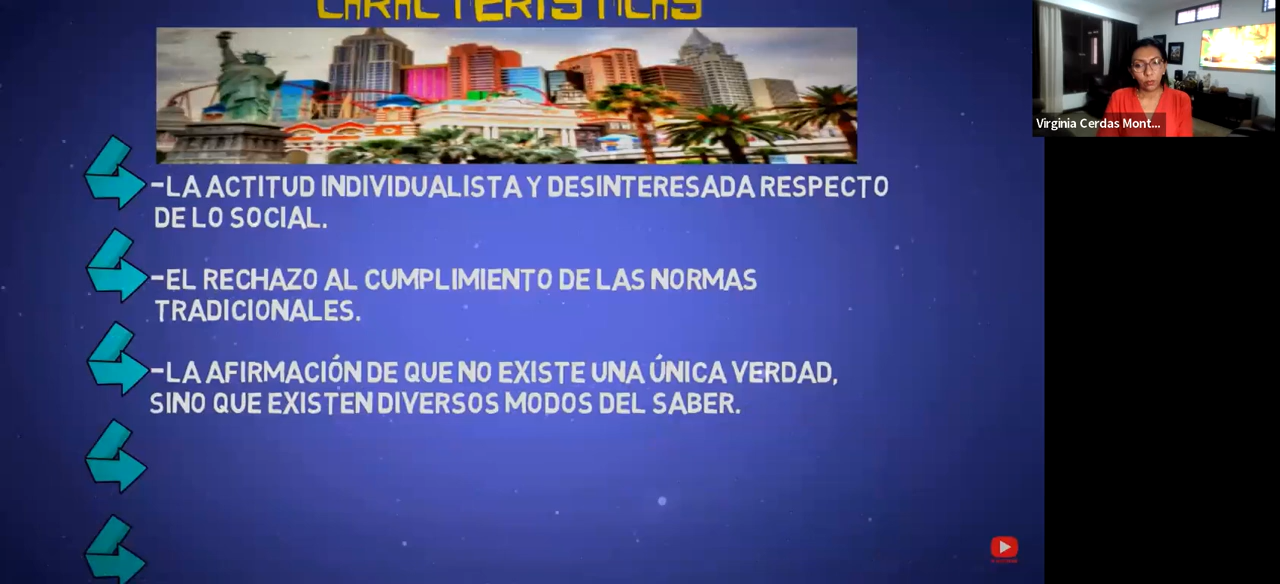 CARACTERÍSTICAS
-LA ACTITUD INDIVIDUALISTA Y DESINTERESADA RESPECTO
DE LO SOCIAL.
-EL RECHAZO AL CUMPLIMIENTO DE LAS NORMAS
TRADICIONALES.
-LA AFIRMACIÓN DE QUE NO EXISTE UNA ÚNICA VERDAD,
SINO QUE EXISTEN DIVERSOS MODOS DEL SABER.
Virginia Cerdas Mont...